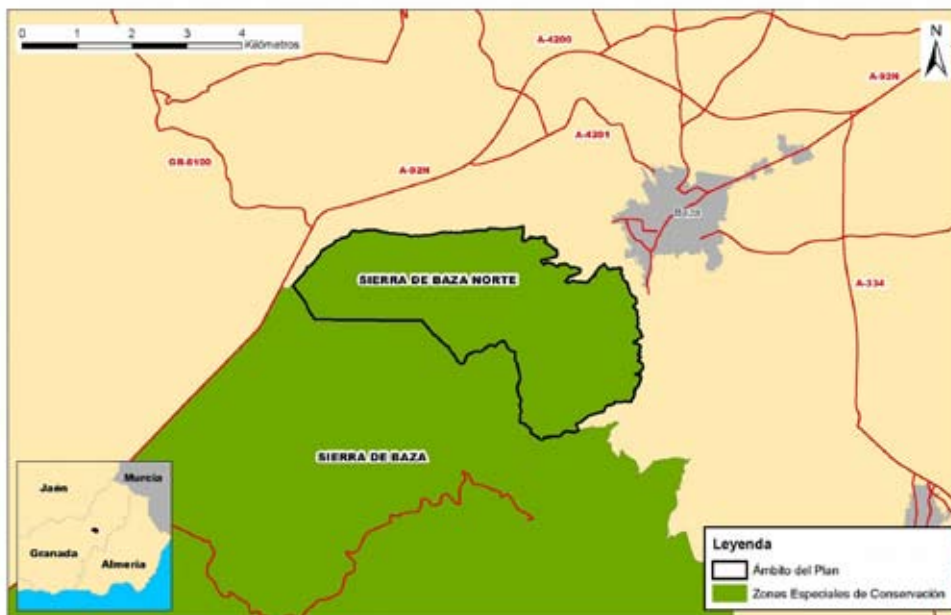 0 1 2 3 4
Kilómetros
N
A-4200
A-92N
A-4201
GR-8100
A-92N
Baza
SIERRA DE BAZA NORTE
A-334
SIERRA DE BAZA
Murcia
Jaén
Granada
Almería
Leyenda
Ámbito del Plan
Zonas Especiales de Conservación